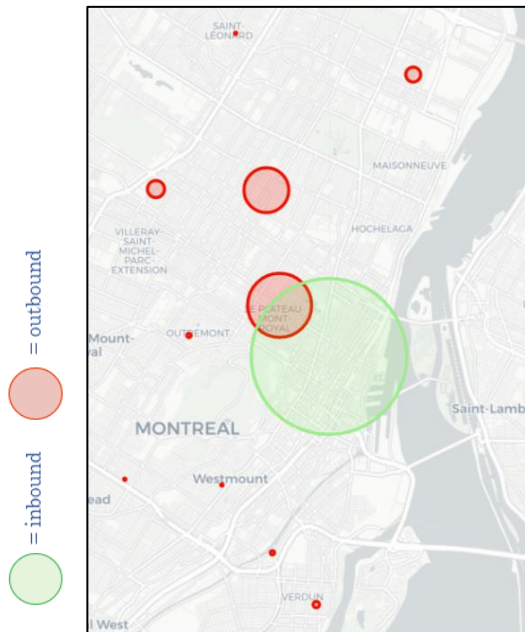 = outbound
= inbound
SAINT-
LÉONARD
MAISONNEUVE
HOCHELAGA
VILLERAY-
SAINT-
MICHEL-
PARC-
EXTENSION
LE PLATEAU-
MONT-
ROYAL
OUTREMONT
Mount-
al
Saint-Lamb
MONTREAL
Westmount
ead
VERDUN
l West